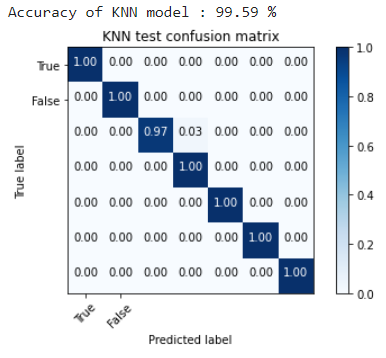 Accuracy of KNN model : 99.59 %
KNN test confusion matrix
True 1.00 0.00 0.00 0.00 0.00 0.00 0.00
False 0.00 1.00 0.00 0.00 0.00 0.00 0.00
0.00 0.00 0.97 0.03 0.00 0.00 0.00
0.00 0.00 0.00 1.00 0.00 0.00 0.00
0.00 0.00 0.00 0.00 1.00 0.00 0.00
0.00 0.00 0.00 0.00 0.00 1.00 0.00
0.00 0.00 0.00 0.00 0.00 0.00 1.00
True label
True False
Predicted label
1.0
0.8
0.6
0.4
0.2
0.0